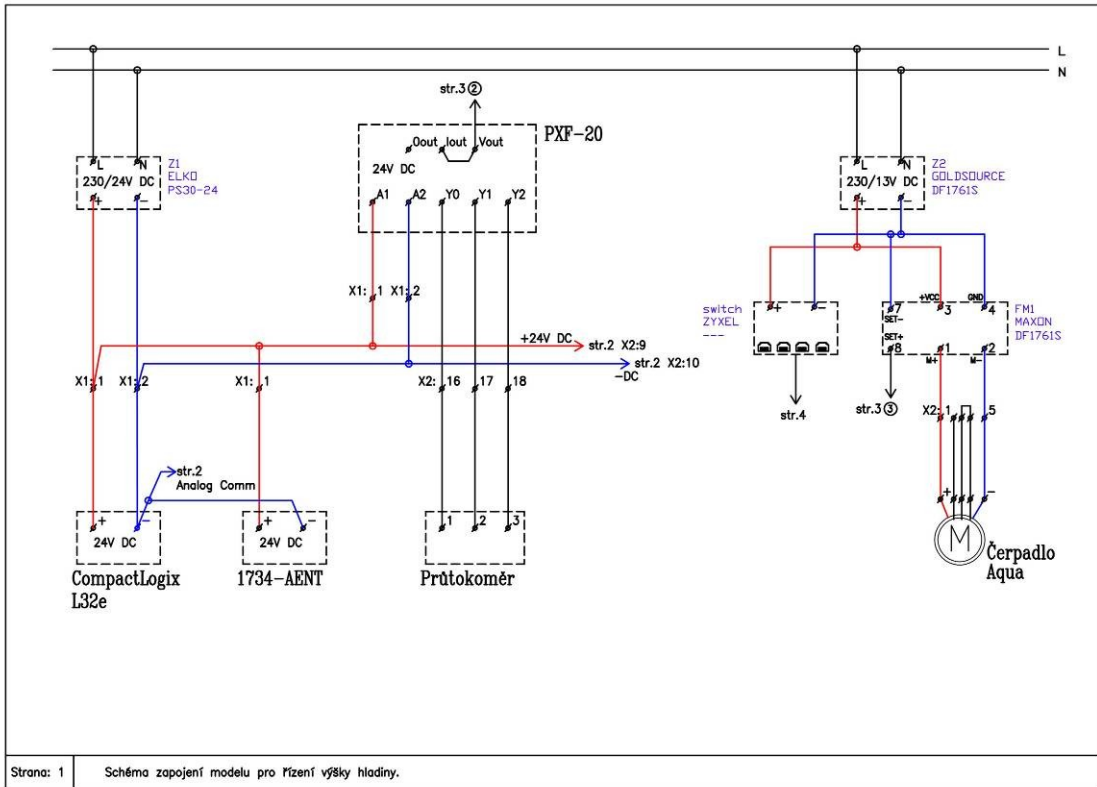 L
N
str.3 2
PXF-20
Oout Iout Vout
24V DC
A1 A2 Y0 Y1 Y2
L N
230/24V DC
+ -
Z1
ELKO
PS30-24
L N
230/13V DC
+ -
Z2
GOLDSOURCE
DF1761S
X1: 1 X1: 2
switch
ZYXEL
---
+ -
+VCC GND
7 3 4
SET-
SET+
8 1 2
M+ M-
FM1
MAXON
DF1761S
+24V DC
str.2 X2:9
str.2 X2:10
-DC
X1: 1 X1: 2 X1: 1 X2: 16 17 18
str.4
str.3 3
X2: 1 5
str.2
Analog Comm
+ -
24V DC
CompactLogix
L32e
+ -
24V DC
1734-AENT
1 2 3
Průtokoměr
+ -
M
Čerpadlo
Aqua
Strana: 1 Schéma zapojení modelu pro řízení výšky hladiny.